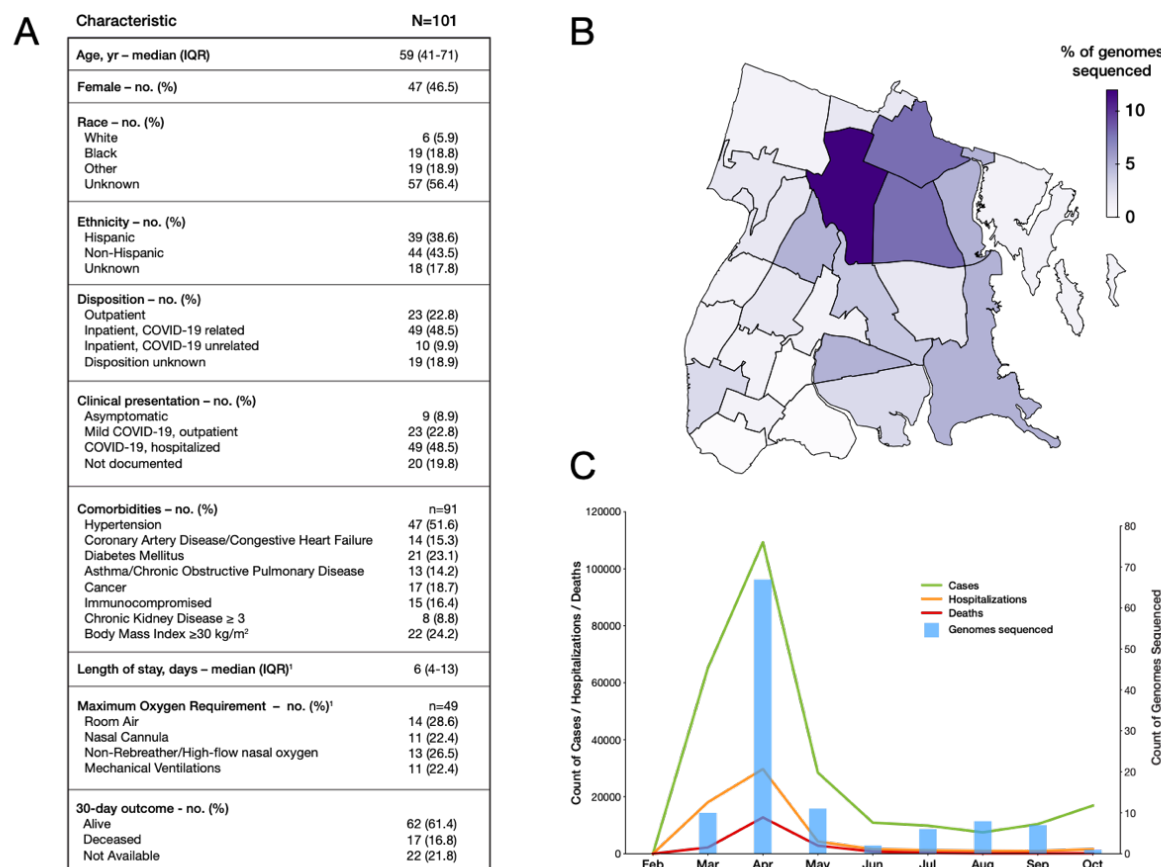 A
Characteristic N=101
Age, yr – median (IQR) 59 (41-71)
Female – no. (%) 47 (46.5)
Race – no. (%)
White 6 (5.9)
Black 19 (18.8)
Other 19 (18.9)
Unknown 57 (56.4)
Ethnicity – no. (%)
Hispanic 39 (38.6)
Non-Hispanic 44 (43.5)
Unknown 18 (17.8)
Disposition – no. (%)
Outpatient 23 (22.8)
Inpatient, COVID-19 related 49 (48.5)
Inpatient, COVID-19 unrelated 10 (9.9)
Disposition unknown 19 (18.9)
Clinical presentation – no. (%)
Asymptomatic 9 (8.9)
Mild COVID-19, outpatient 23 (22.8)
COVID-19, hospitalized 49 (48.5)
Not documented 20 (19.8)
Comorbidities – no. (%) n=91
Hypertension 47 (51.6)
Coronary Artery Disease/Congestive Heart Failure 14 (15.3)
Diabetes Mellitus 21 (23.1)
Asthma/Chronic Obstructive Pulmonary Disease 13 (14.2)
Cancer 17 (18.7)
Immunocompromised 15 (16.4)
Chronic Kidney Disease ≥ 3 8 (8.8)
Body Mass Index ≥30 kg/m² 22 (24.2)
Length of stay, days – median (IQR)¹ 6 (4-13)
Maximum Oxygen Requirement – no. (%)¹ n=49
Room Air 14 (28.6)
Nasal Cannula 11 (22.4)
Non-Rebreather/High-flow nasal oxygen 13 (26.5)
Mechanical Ventilations 11 (22.4)
30-day outcome - no. (%)
Alive 62 (61.4)
Deceased 17 (16.8)
Not Available 22 (21.8)
B
% of genomes
sequenced
10
5
0
C
Count of Cases / Hospitalizations / Deaths
120000
100000
80000
60000
40000
20000
0
Cases
Hospitalizations
Deaths
Genomes sequenced
80
70
60
50
40
30
20
10
0
Count of Genomes Sequenced
Feb Mar Apr May Jun Jul Aug Sep Oct